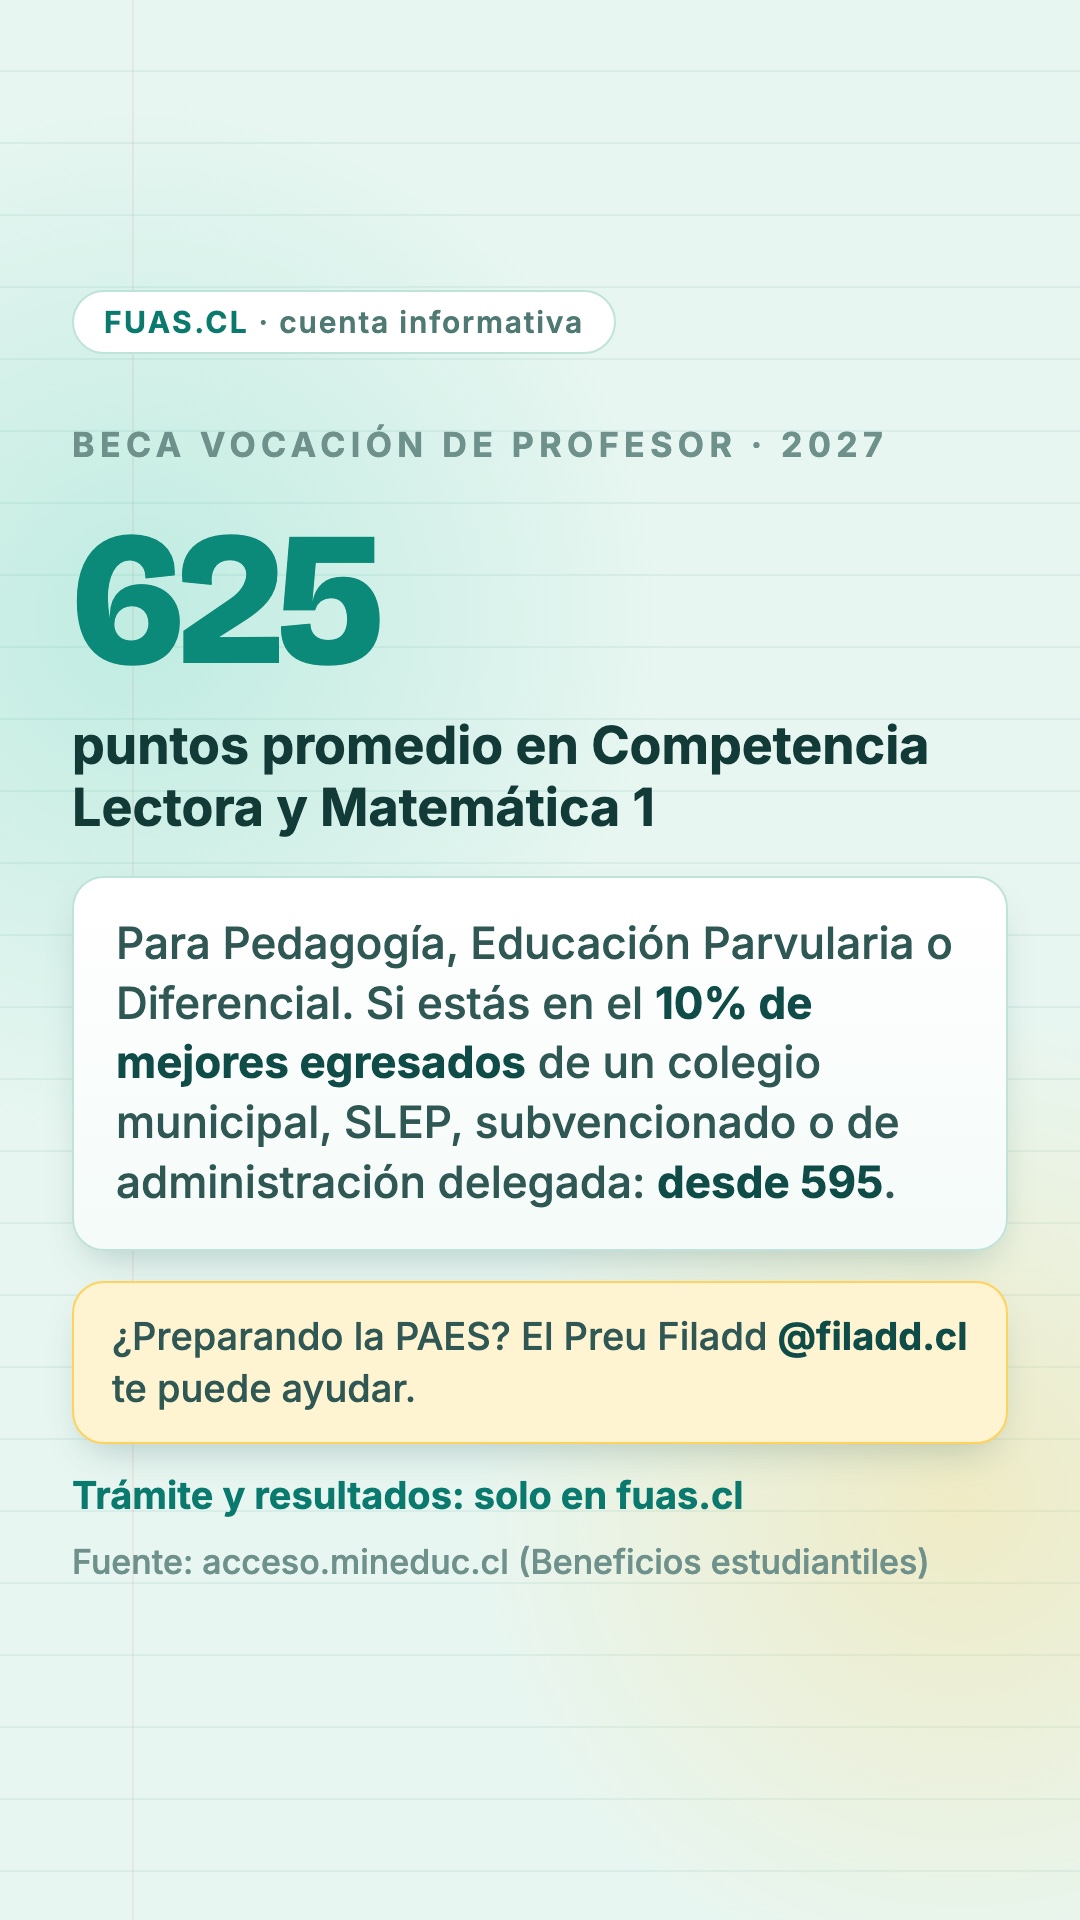 FUAS.CL · cuenta informativa
BECA VOCACIÓN DE PROFESOR · 2027
625
puntos promedio en Competencia
Lectora y Matemática 1
Para Pedagogía, Educación Parvularia o
Diferencial. Si estás en el 10% de
mejores egresados de un colegio
municipal, SLEP, subvencionado o de
administración delegada: desde 595.
¿Preparando la PAES? El Preu Filadd @filadd.cl
te puede ayudar.
Trámite y resultados: solo en fuas.cl
Fuente: acceso.mineduc.cl (Beneficios estudiantiles)